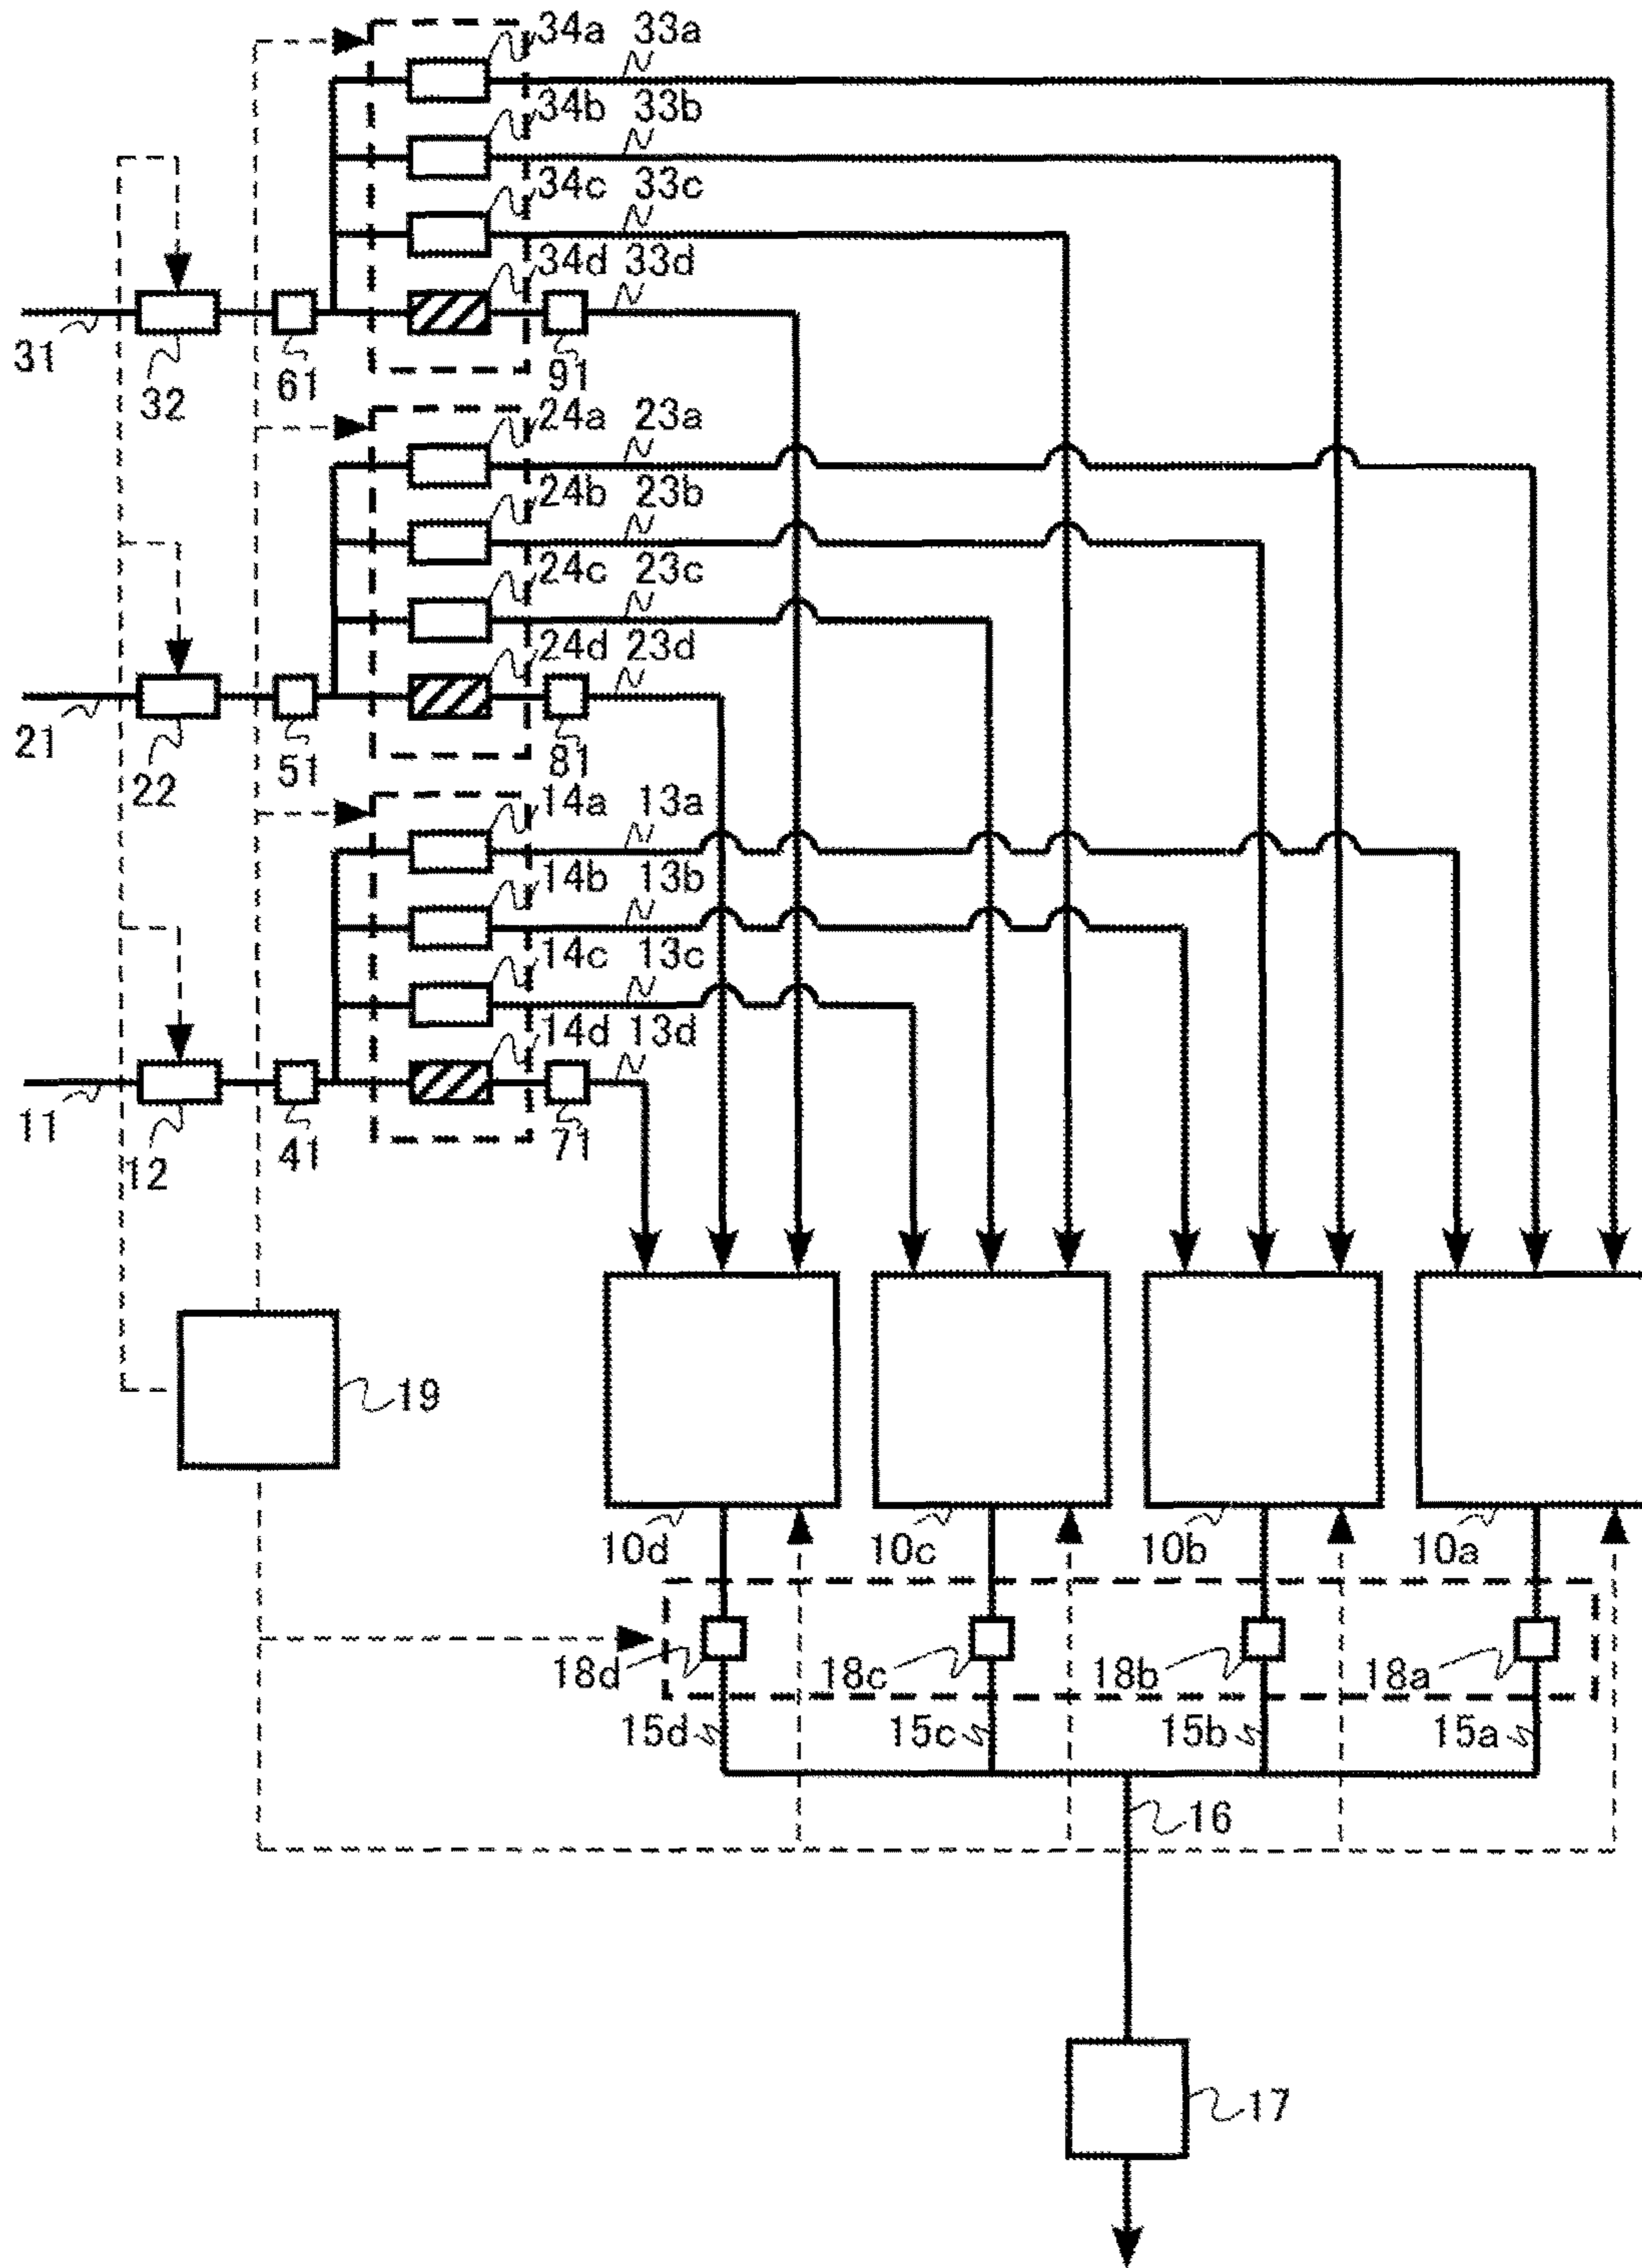 34a 33a
34b 33b
34c 33c
34d 33d
31 32 61 91
24a 23a
24b 23b
24c 23c
24d 23d
21 22 51 81
14a 13a
14b 13b
14c 13c
14d 13d
11 12 41 71
19
10d 10c 10b 10a
18d 18c 18b 18a
15d 15c 15b 15a
16
17